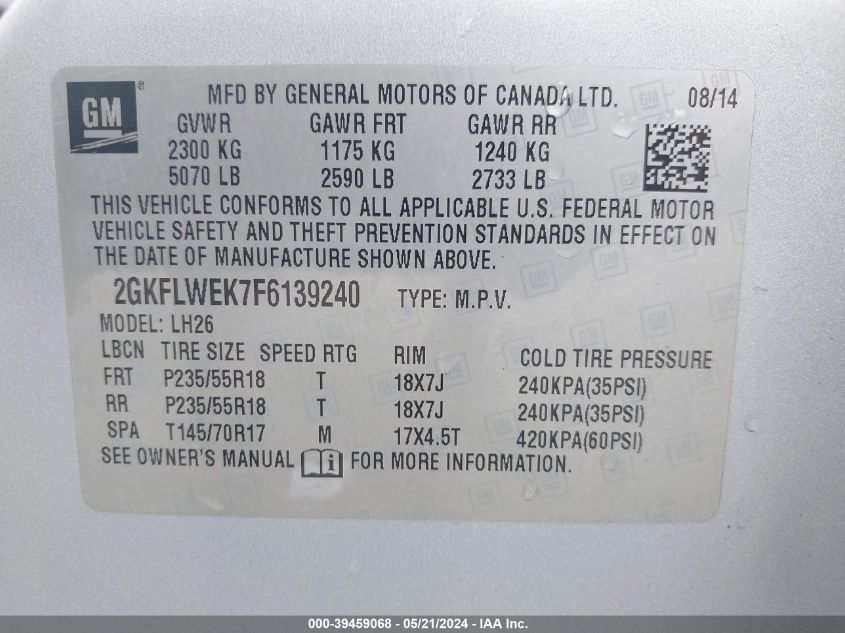 GM ® MFD BY GENERAL MOTORS OF CANADA LTD. 08/14
GVWR GAWR FRT GAWR RR
2300 KG 1175 KG 1240 KG
5070 LB 2590 LB 2733 LB
THIS VEHICLE CONFORMS TO ALL APPLICABLE U.S. FEDERAL MOTOR
VEHICLE SAFETY AND THEFT PREVENTION STANDARDS IN EFFECT ON
THE DATE OF MANUFACTURE SHOWN ABOVE.
2GKFLWEK7F6139240 TYPE: M.P.V.
MODEL: LH26
LBCN TIRE SIZE SPEED RTG RIM COLD TIRE PRESSURE
FRT P235/55R18 T 18X7J 240KPA(35PSI)
RR P235/55R18 T 18X7J 240KPA(35PSI)
SPA T145/70R17 M 17X4.5T 420KPA(60PSI)
SEE OWNER'S MANUAL i FOR MORE INFORMATION.
000-39459068 - 05/21/2024 - IAA Inc.